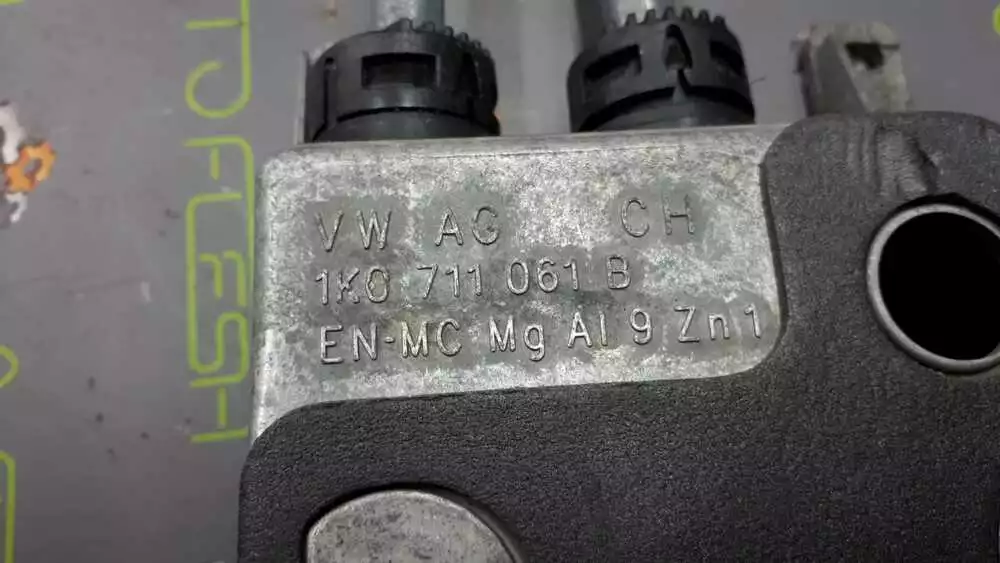 VW AG CH
1K0 711 061 B
EN-MC Mg Al 9 Zn 1